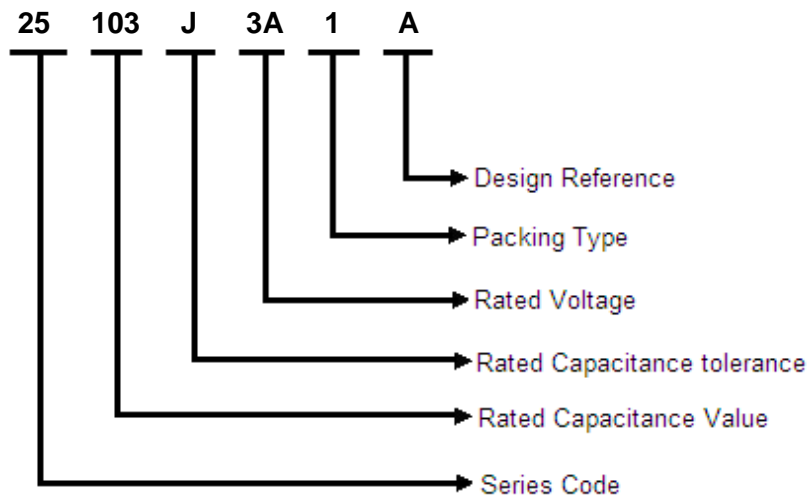 25 103 J 3A 1 A
Design Reference
Packing Type
Rated Voltage
Rated Capacitance tolerance
Rated Capacitance Value
Series Code